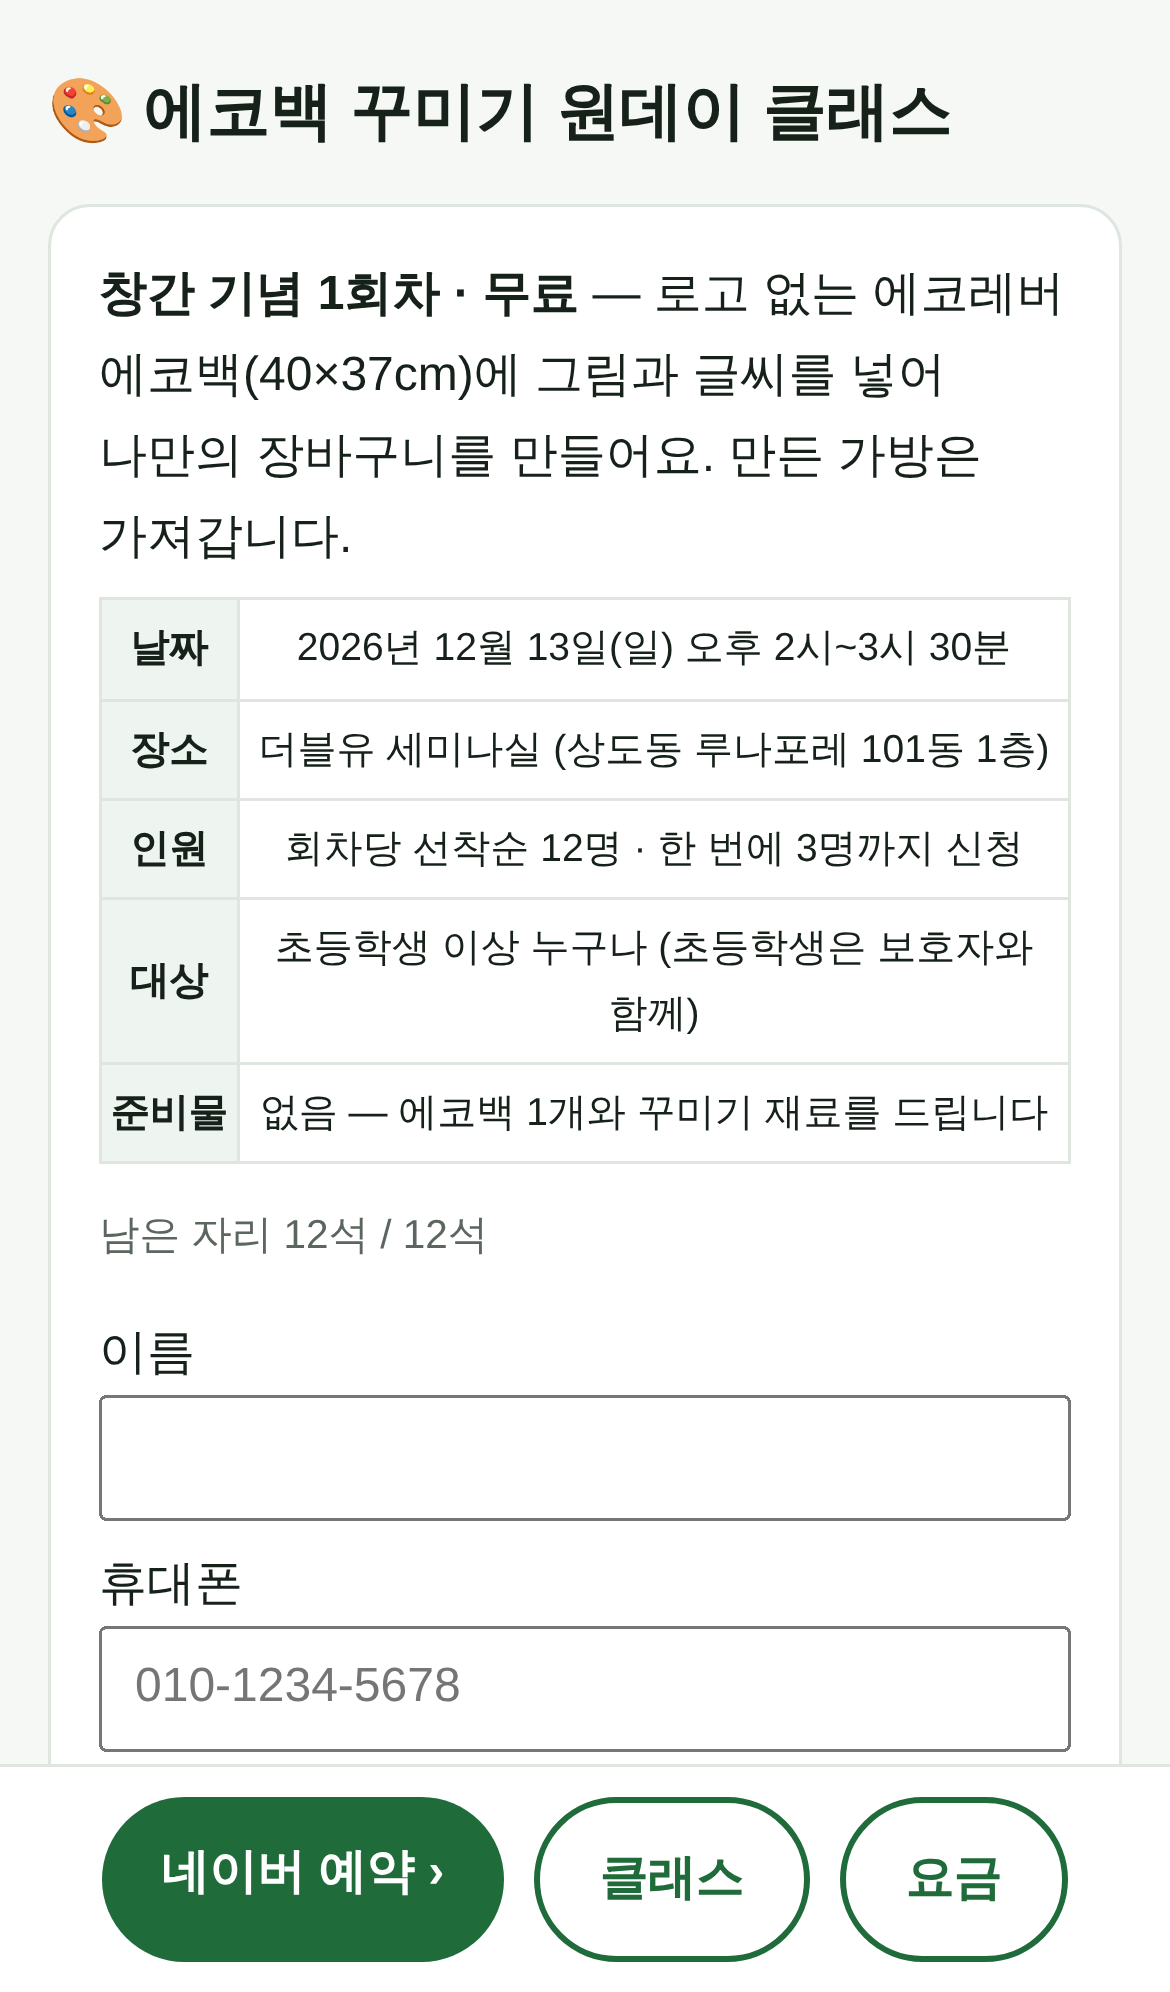 에코백 꾸미기 원데이 클래스
창간 기념 1회차 · 무료 — 로고 없는 에코레버
에코백(40×37cm)에 그림과 글씨를 넣어
나만의 장바구니를 만들어요. 만든 가방은
가져갑니다.
날짜 2026년 12월 13일(일) 오후 2시~3시 30분
장소 더블유 세미나실 (상도동 루나포레 101동 1층)
인원 회차당 선착순 12명 · 한 번에 3명까지 신청
대상 초등학생 이상 누구나 (초등학생은 보호자와
함께)
준비물 없음 — 에코백 1개와 꾸미기 재료를 드립니다
남은 자리 12석 / 12석
이름
휴대폰
010-1234-5678
네이버 예약 › 클래스 요금